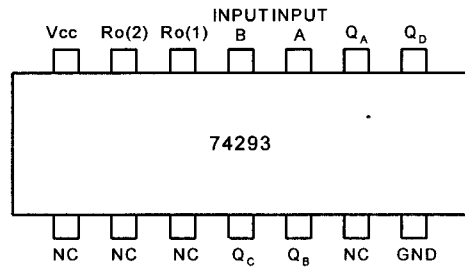 INPUT INPUT
Vcc Ro(2) Ro(1) B A QA QD
74293
NC NC NC QC QB NC GND